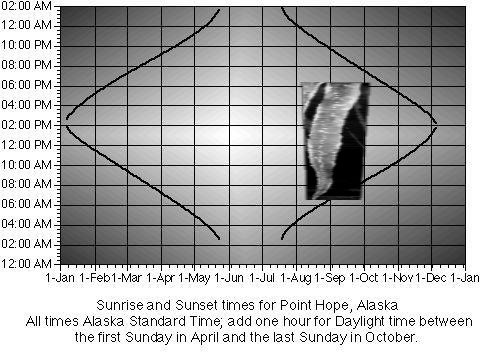 02:00 AM
12:00 AM
10:00 PM
08:00 PM
06:00 PM
04:00 PM
02:00 PM
12:00 PM
10:00 AM
08:00 AM
06:00 AM
04:00 AM
02:00 AM
12:00 AM
1-Jan 1-Feb 1-Mar 1-Apr 1-May 1-Jun 1-Jul 1-Aug 1-Sep 1-Oct 1-Nov 1-Dec 1-Jan
Sunrise and Sunset times for Point Hope, Alaska
All times Alaska Standard Time; add one hour for Daylight time between
the first Sunday in April and the last Sunday in October.